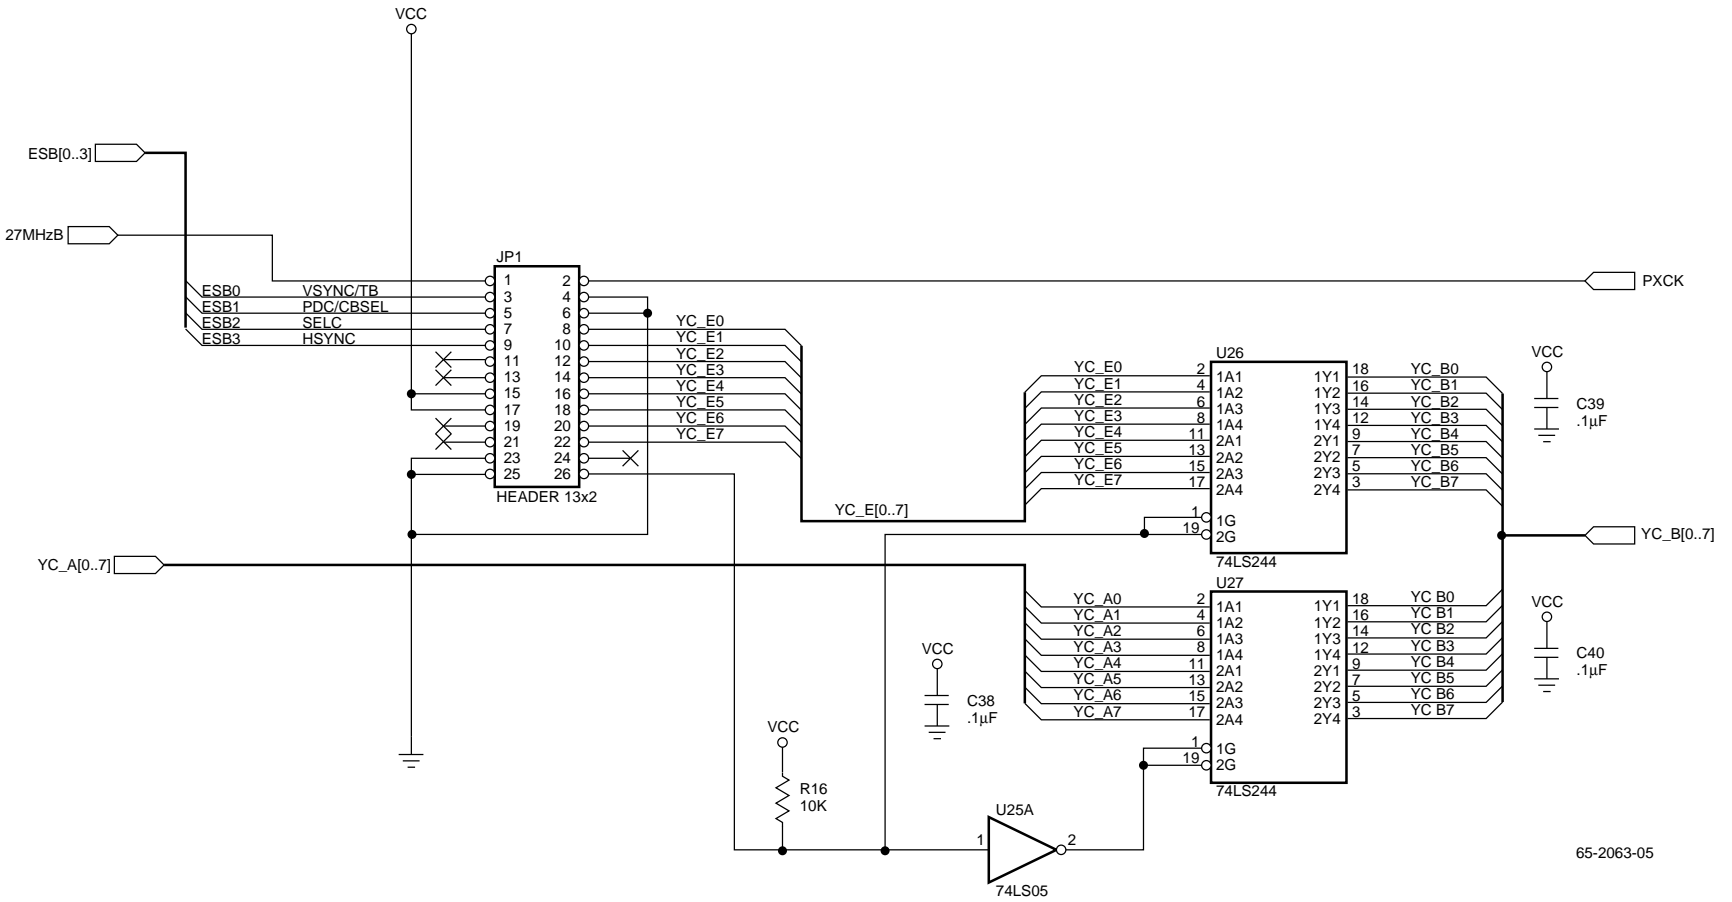 VCC
ESB[0..3]
27MHzB
ESB0 VSYNC/TB
ESB1 PDC/CBSEL
ESB2 SELC
ESB3 HSYNC
JP1
1 2
3 4
5 6
7 8
9 10
11 12
13 14
15 16
17 18
19 20
21 22
23 24
25 26
HEADER 13x2
PXCK
YC_E0
YC_E1
YC_E2
YC_E3
YC_E4
YC_E5
YC_E6
YC_E7
YC_E[0..7]
U26
YC_E0 2 1A1 1Y1 18 YC_B0
YC_E1 4 1A2 1Y2 16 YC_B1
YC_E2 6 1A3 1Y3 14 YC_B2
YC_E3 8 1A4 1Y4 12 YC_B3
YC_E4 11 2A1 2Y1 9 YC_B4
YC_E5 13 2A2 2Y2 7 YC_B5
YC_E6 15 2A3 2Y3 5 YC_B6
YC_E7 17 2A4 2Y4 3 YC_B7
1 1G
19 2G
74LS244
VCC
C39
.1µF
YC_B[0..7]
YC_A[0..7]
U27
YC_A0 2 1A1 1Y1 18 YC B0
YC_A1 4 1A2 1Y2 16 YC B1
YC_A2 6 1A3 1Y3 14 YC B2
YC_A3 8 1A4 1Y4 12 YC B3
YC_A4 11 2A1 2Y1 9 YC B4
YC_A5 13 2A2 2Y2 7 YC B5
YC_A6 15 2A3 2Y3 5 YC B6
YC_A7 17 2A4 2Y4 3 YC B7
1 1G
19 2G
74LS244
VCC
C40
.1µF
VCC
C38
.1µF
VCC
R16
10K
U25A
1 2
74LS05
65-2063-05